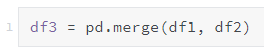 1 df3 = pd.merge(df1, df2)